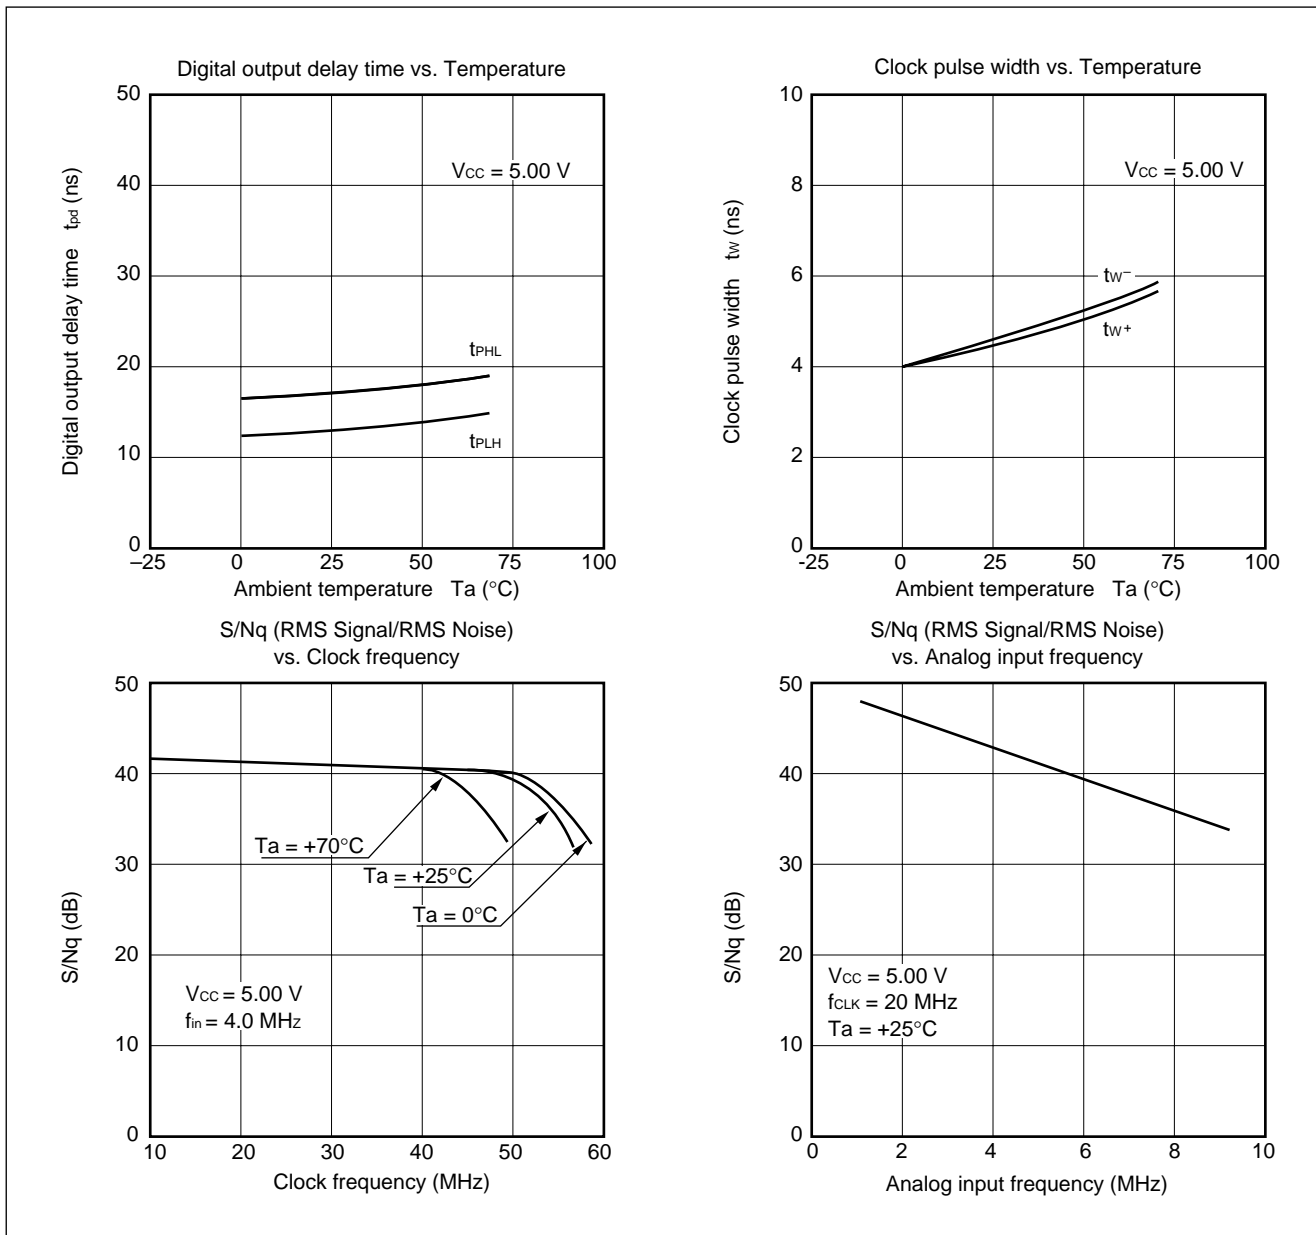 Digital output delay time vs. Temperature
50
40
30
20
10
0
–25
0
25
50
75
100
Digital output delay time tpd (ns)
VCC = 5.00 V
tPHL
tPLH
Ambient temperature Ta (°C)
Clock pulse width vs. Temperature
10
8
6
4
2
0
-25
0
25
50
75
100
Clock pulse width tW (ns)
VCC = 5.00 V
tW–
tW+
Ambient temperature Ta (°C)
S/Nq (RMS Signal/RMS Noise)
vs. Clock frequency
50
40
30
20
10
0
10
20
30
40
50
60
S/Nq (dB)
Ta = +70°C
Ta = +25°C
Ta = 0°C
VCC = 5.00 V
fin = 4.0 MHz
Clock frequency (MHz)
S/Nq (RMS Signal/RMS Noise)
vs. Analog input frequency
50
40
30
20
10
0
0
2
4
6
8
10
S/Nq (dB)
VCC = 5.00 V
fCLK = 20 MHz
Ta = +25°C
Analog input frequency (MHz)